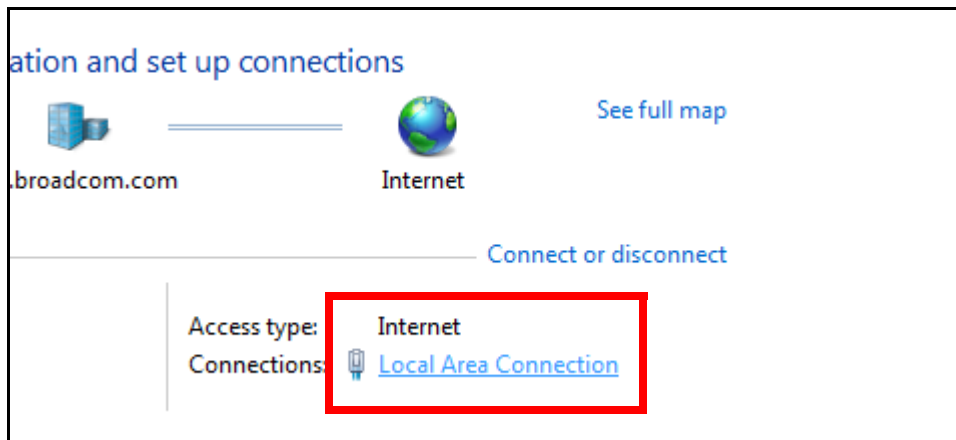 ation and set up connections
See full map
.broadcom.com Internet
Connect or disconnect
Access type: Internet
Connections: Local Area Connection